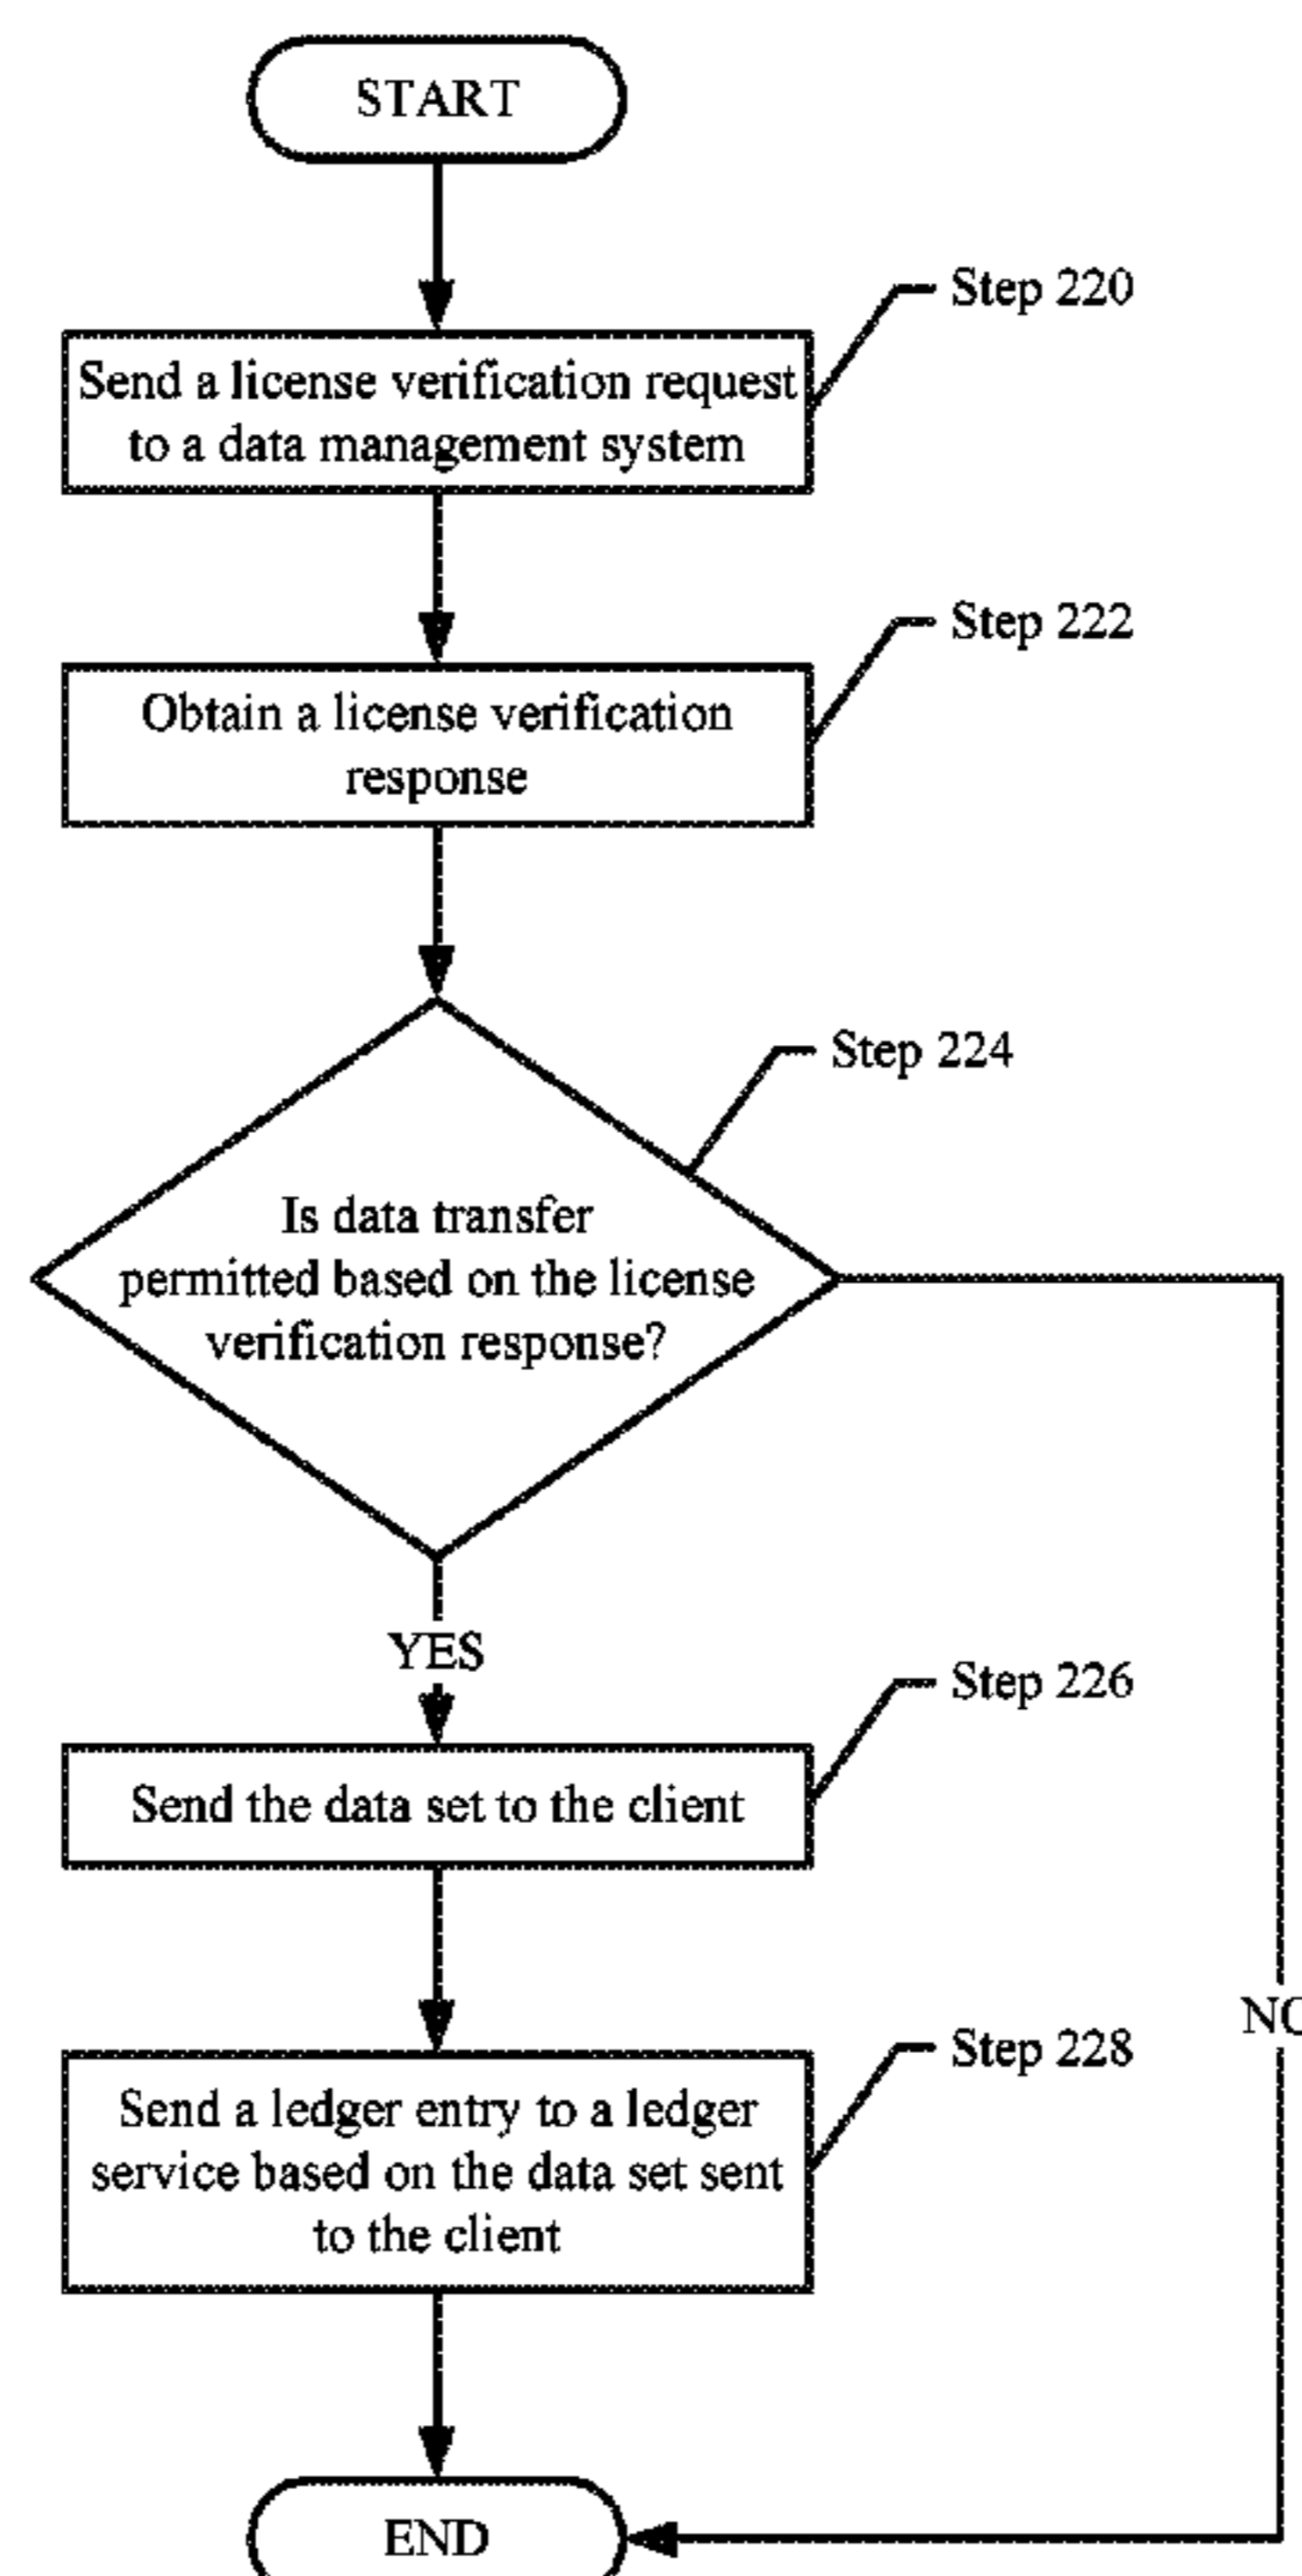 START
Step 220
Send a license verification request
to a data management system
Step 222
Obtain a license verification
response
Step 224
Is data transfer
permitted based on the license
verification response?
YES
Step 226
Send the data set to the client
NO
Step 228
Send a ledger entry to a ledger
service based on the data set sent
to the client
END